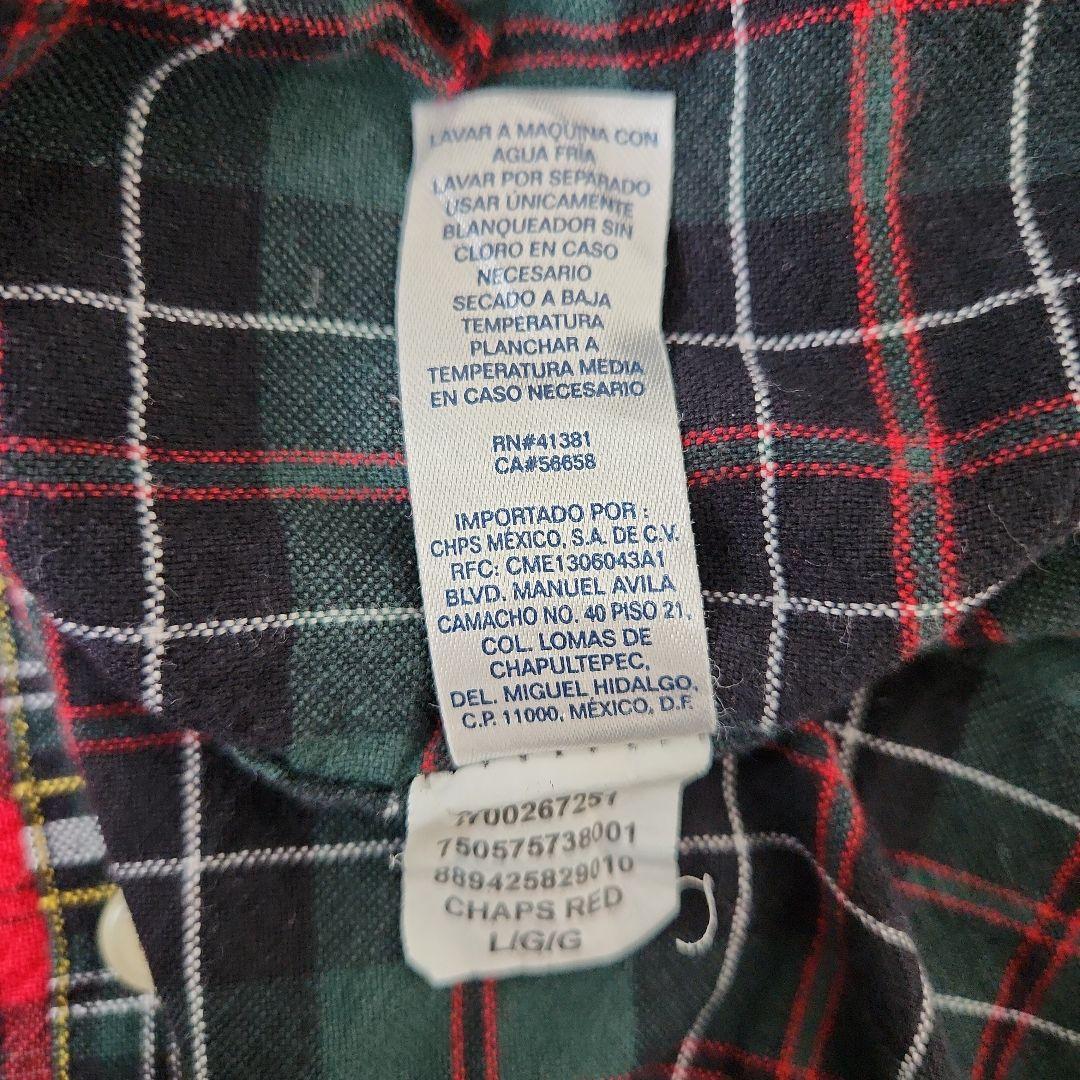 LAVAR A MAQUINA CON
AGUA FRÍA
LAVAR POR SEPARADO
USAR ÚNICAMENTE
BLANQUEADOR SIN
CLORO EN CASO
NECESARIO
SECADO A BAJA
TEMPERATURA
PLANCHAR A
TEMPERATURA MEDIA
EN CASO NECESARIO
RN#41381
CA#56658
IMPORTADO POR :
CHPS MÉXICO, S.A. DE C.V.
RFC: CME1306043A1
BLVD. MANUEL AVILA
CAMACHO NO. 40 PISO 21,
COL. LOMAS DE
CHAPULTEPEC,
DEL. MIGUEL HIDALGO,
C.P. 11000, MÉXICO, D.F.
750575738001
889425829010
CHAPS RED
L/G/G